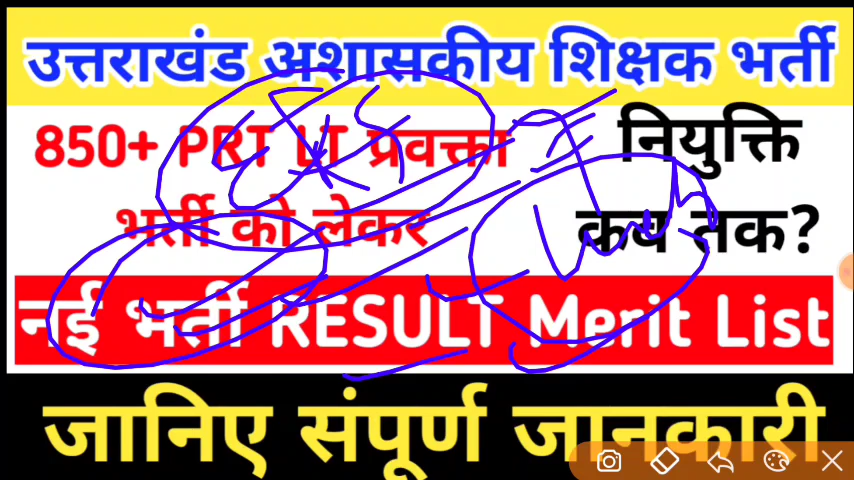 उत्तराखंड अशासकीय शिक्षक भर्ती
850+ PRT LT प्रवक्ता
भर्ती को लेकर
नियुक्ति
कब तक?
नई भर्ती RESULT Merit List
जानिए संपूर्ण जानकारी